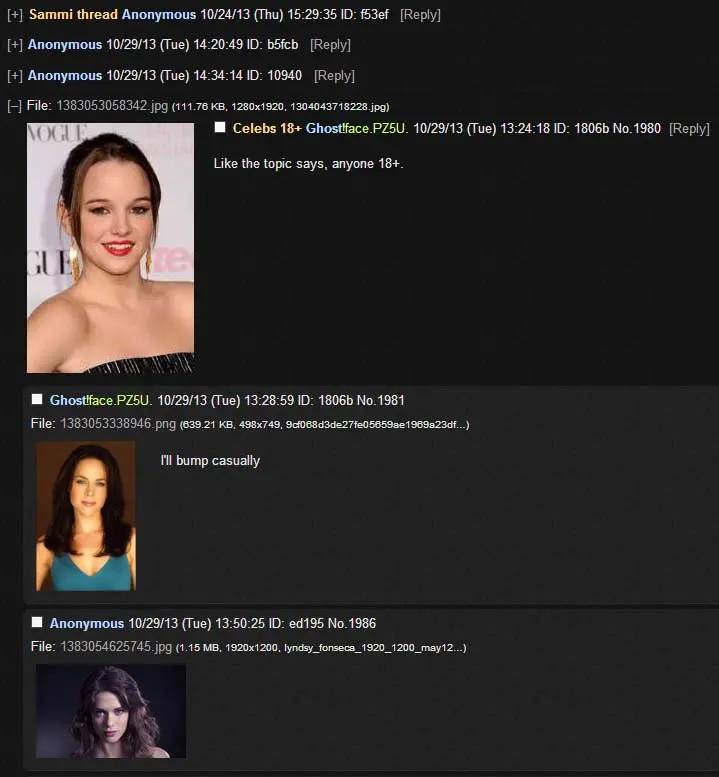 [+] Sammi thread Anonymous 10/24/13 (Thu) 15:29:35 ID: f53ef [Reply]
[+] Anonymous 10/29/13 (Tue) 14:20:49 ID: b5fcb [Reply]
[+] Anonymous 10/29/13 (Tue) 14:34:14 ID: 10940 [Reply]
[–] File: 1383053058342.jpg (111.76 KB, 1280x1920, 1304043718228.jpg)
Celebs 18+ Ghost!face.PZ5U. 10/29/13 (Tue) 13:24:18 ID: 1806b No.1980 [Reply]
VOGUE
GUE
Like the topic says, anyone 18+.
Ghost!face.PZ5U. 10/29/13 (Tue) 13:28:59 ID: 1806b No.1981
File: 1383053338946.png (639.21 KB, 498x749, 9cf068d3de27fe05659ae1969a23df...)
I'll bump casually
Anonymous 10/29/13 (Tue) 13:50:25 ID: ed195 No.1986
File: 1383054625745.jpg (1.15 MB, 1920x1200, lyndsy_fonseca_1920_1200_may12...)